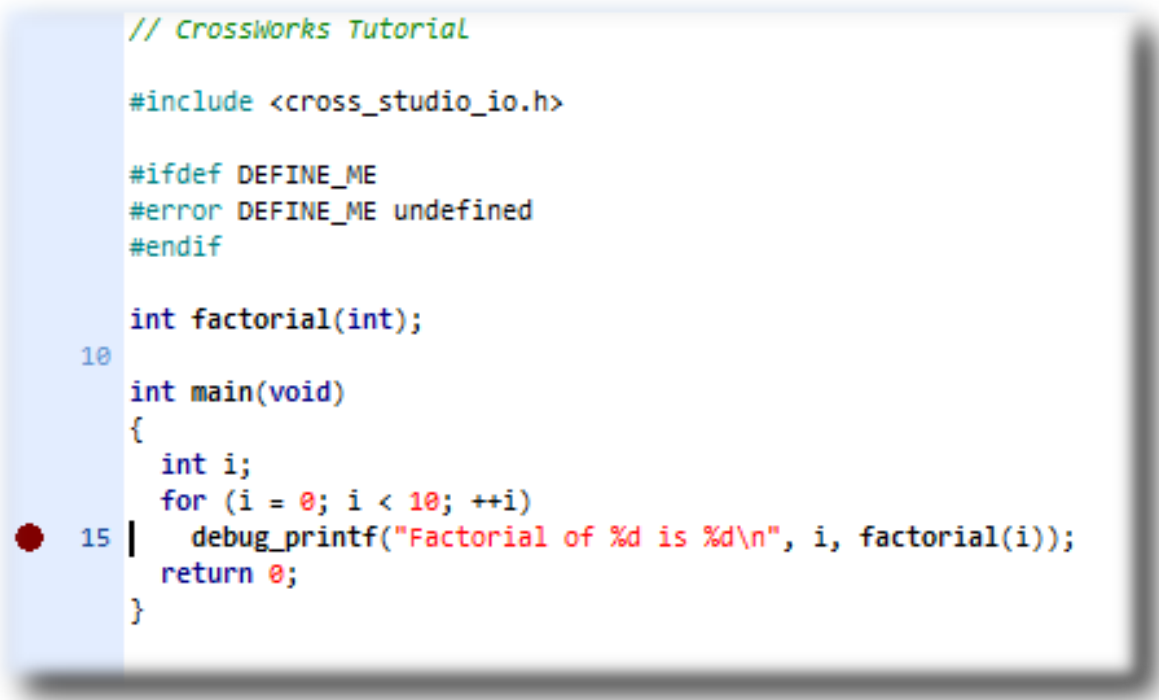 // CrossWorks Tutorial
#include <cross_studio_io.h>
#ifdef DEFINE_ME
#error DEFINE_ME undefined
#endif
int factorial(int);
10
int main(void)
{
int i;
for (i = 0; i < 10; ++i)
15 debug_printf("Factorial of %d is %d\n", i, factorial(i));
return 0;
}